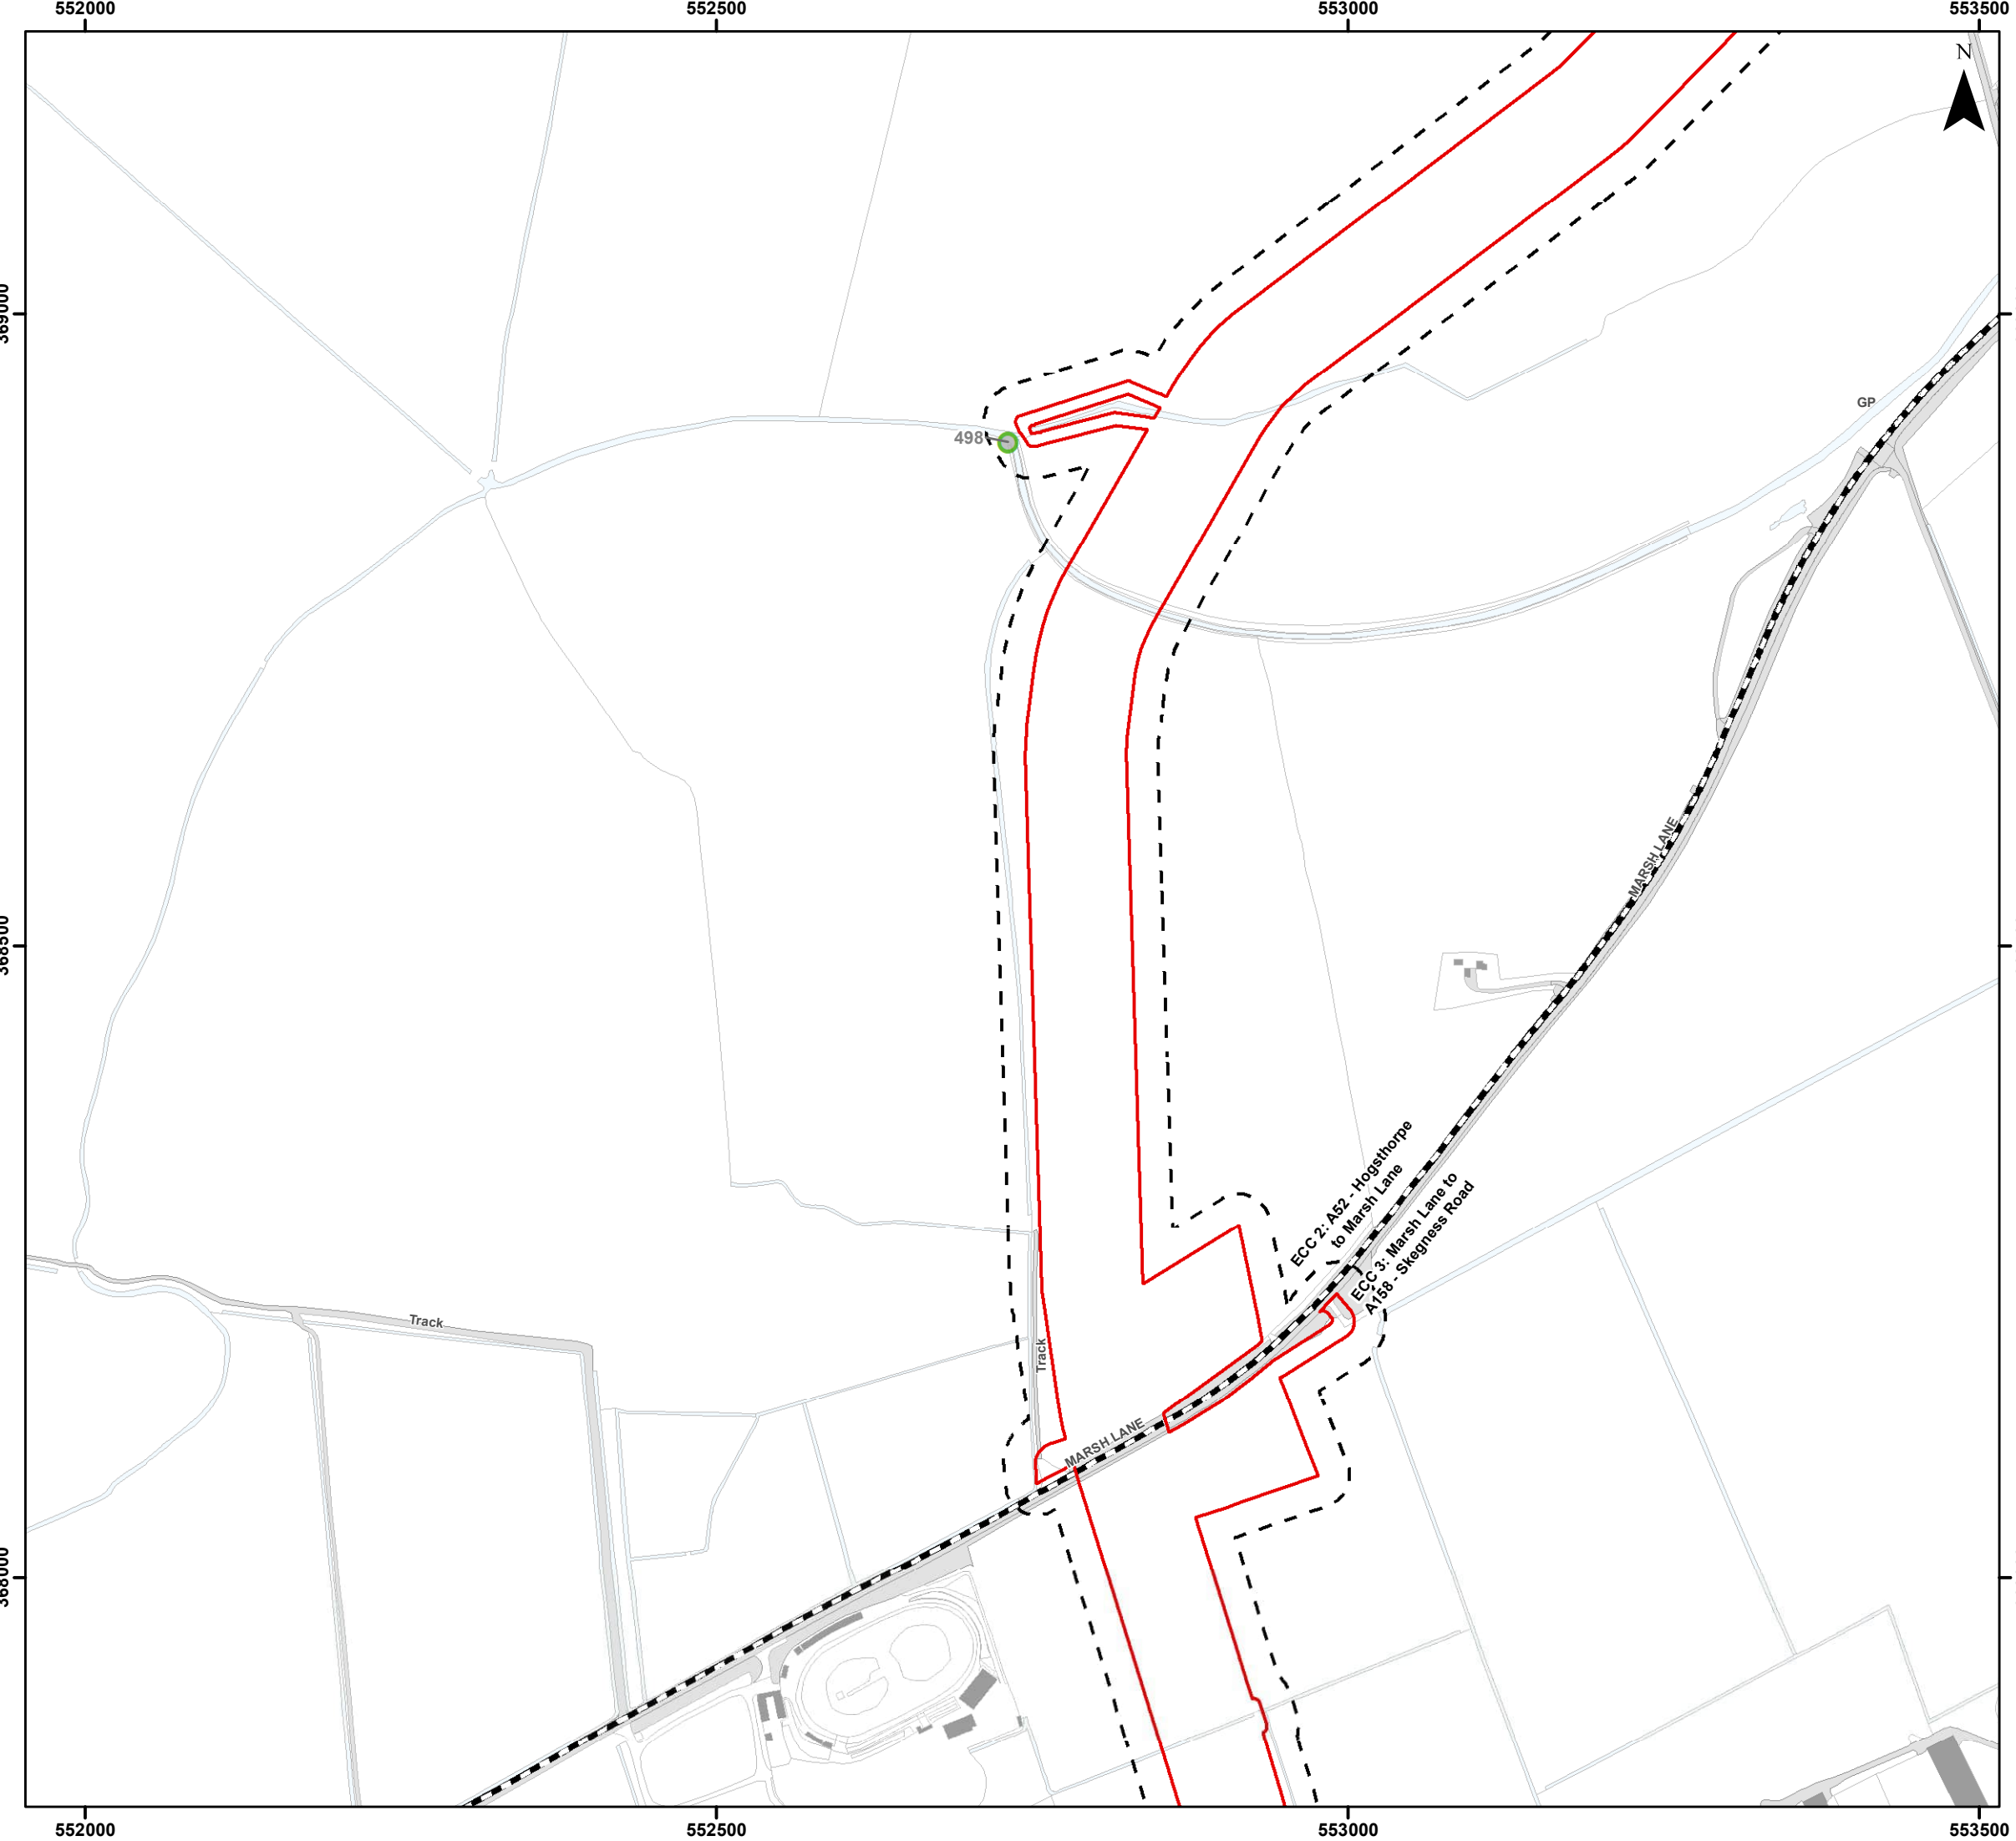 552000
552500
553000
553500
N
369000
GP
498
MARSH LANE
368500
ECC 2: A52 - Hogsthorpe
to Marsh Lane
ECC 3: Marsh Lane to
A158 - Skegness Road
Track
Track
MARSH LANE
368000
552000
552500
553000
553500